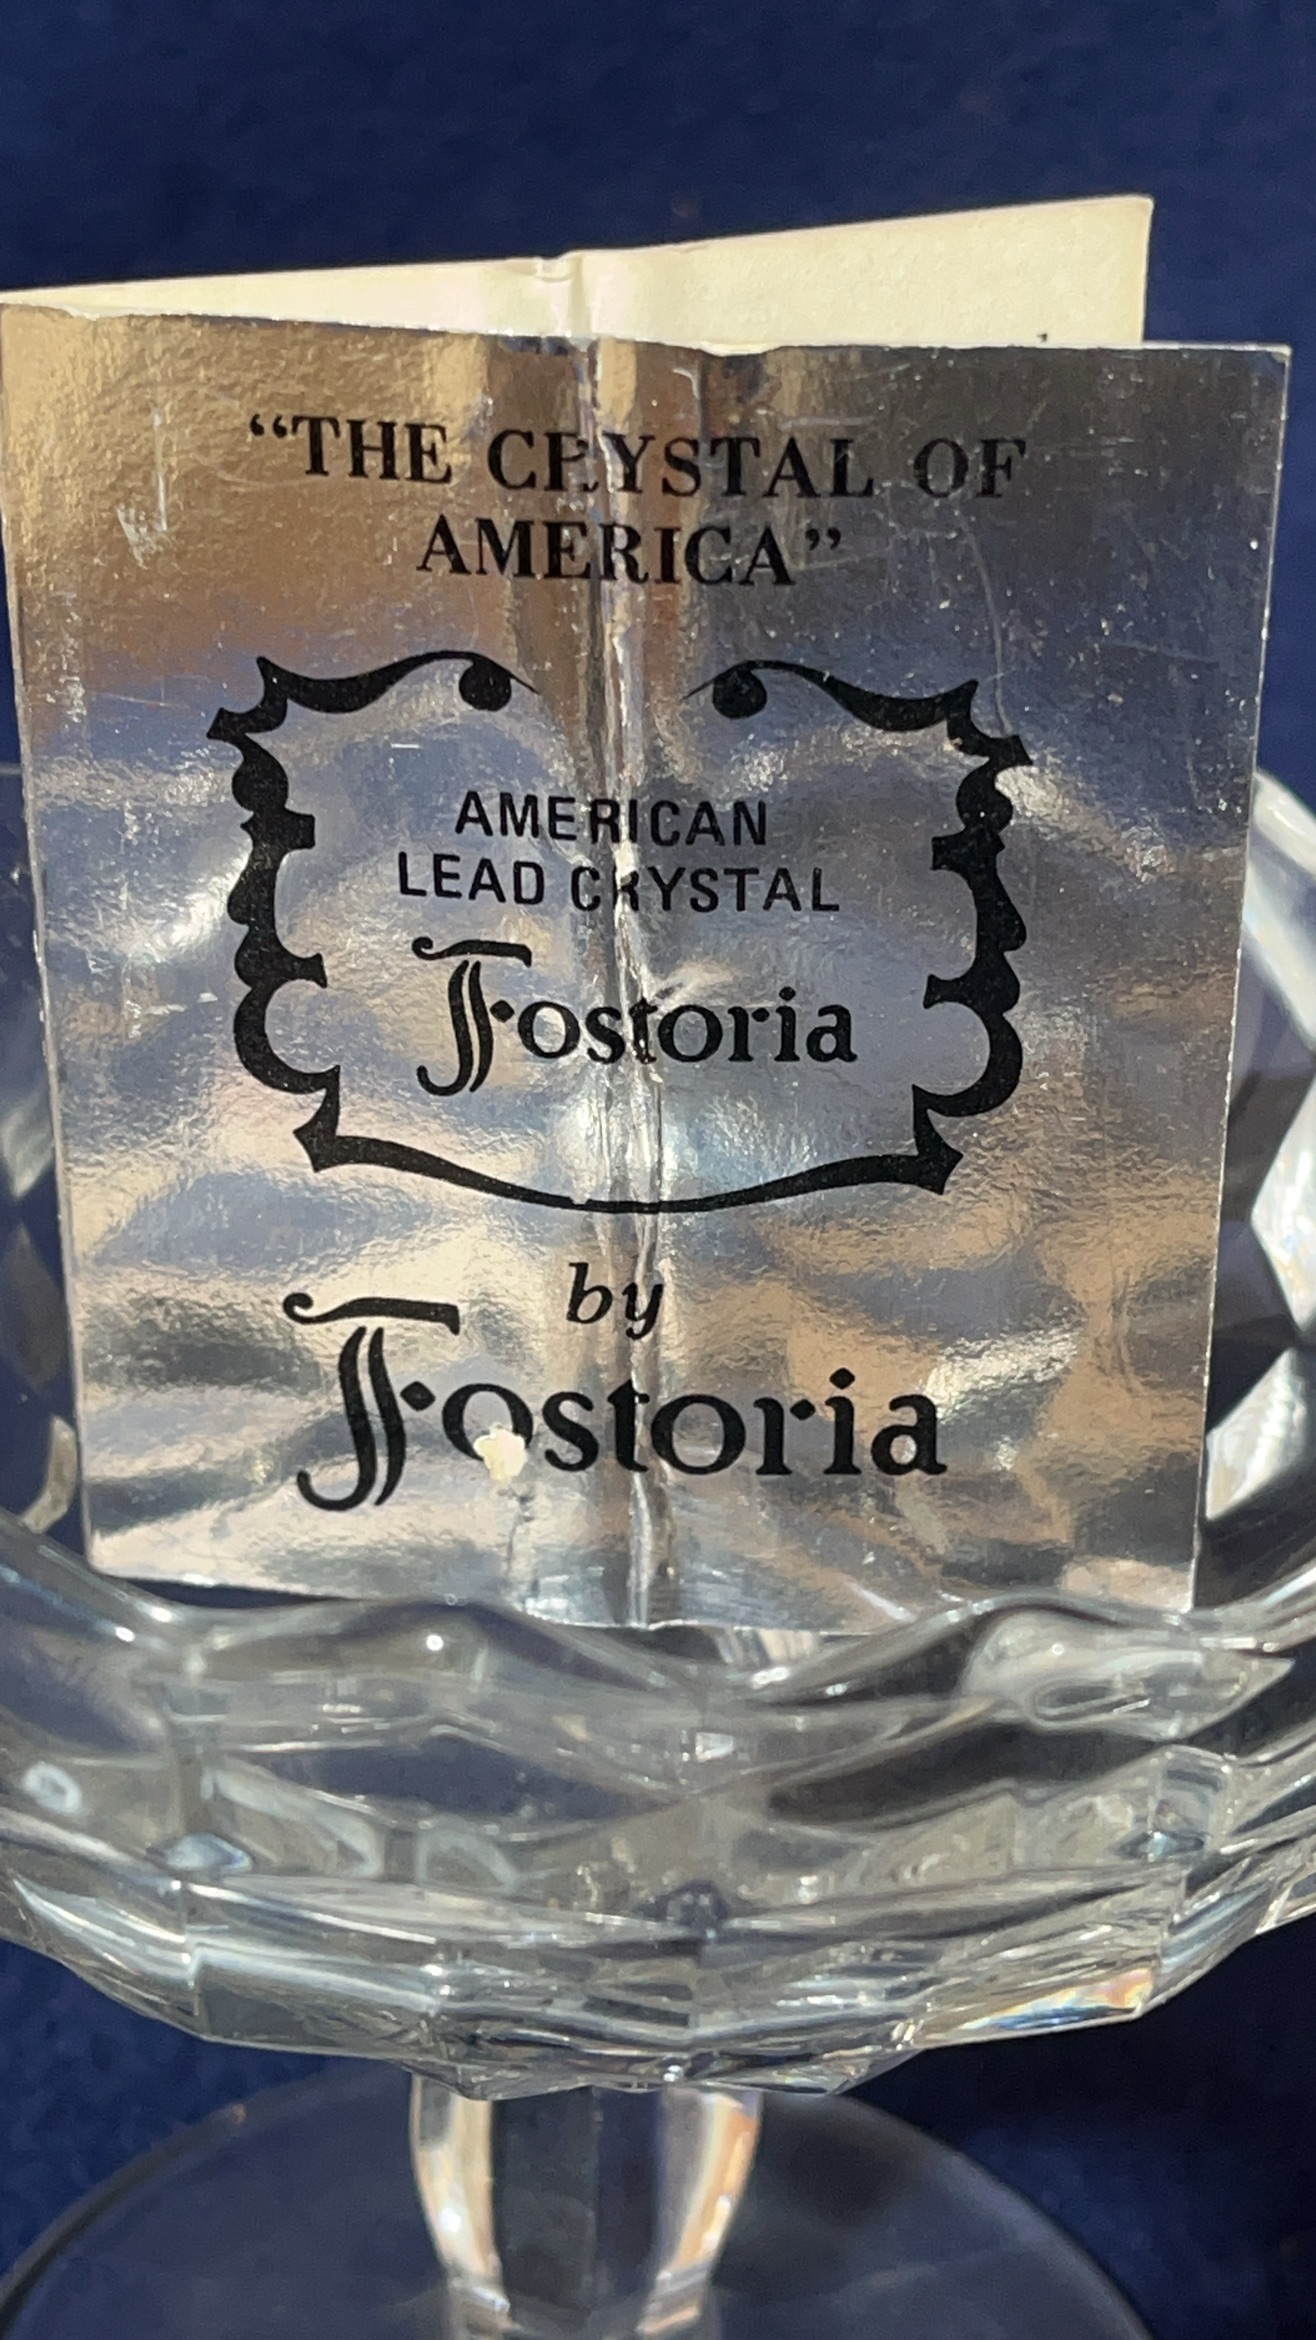 “THE CRYSTAL OF
AMERICA”
AMERICAN
LEAD CRYSTAL
Fostoria
by
Fostoria